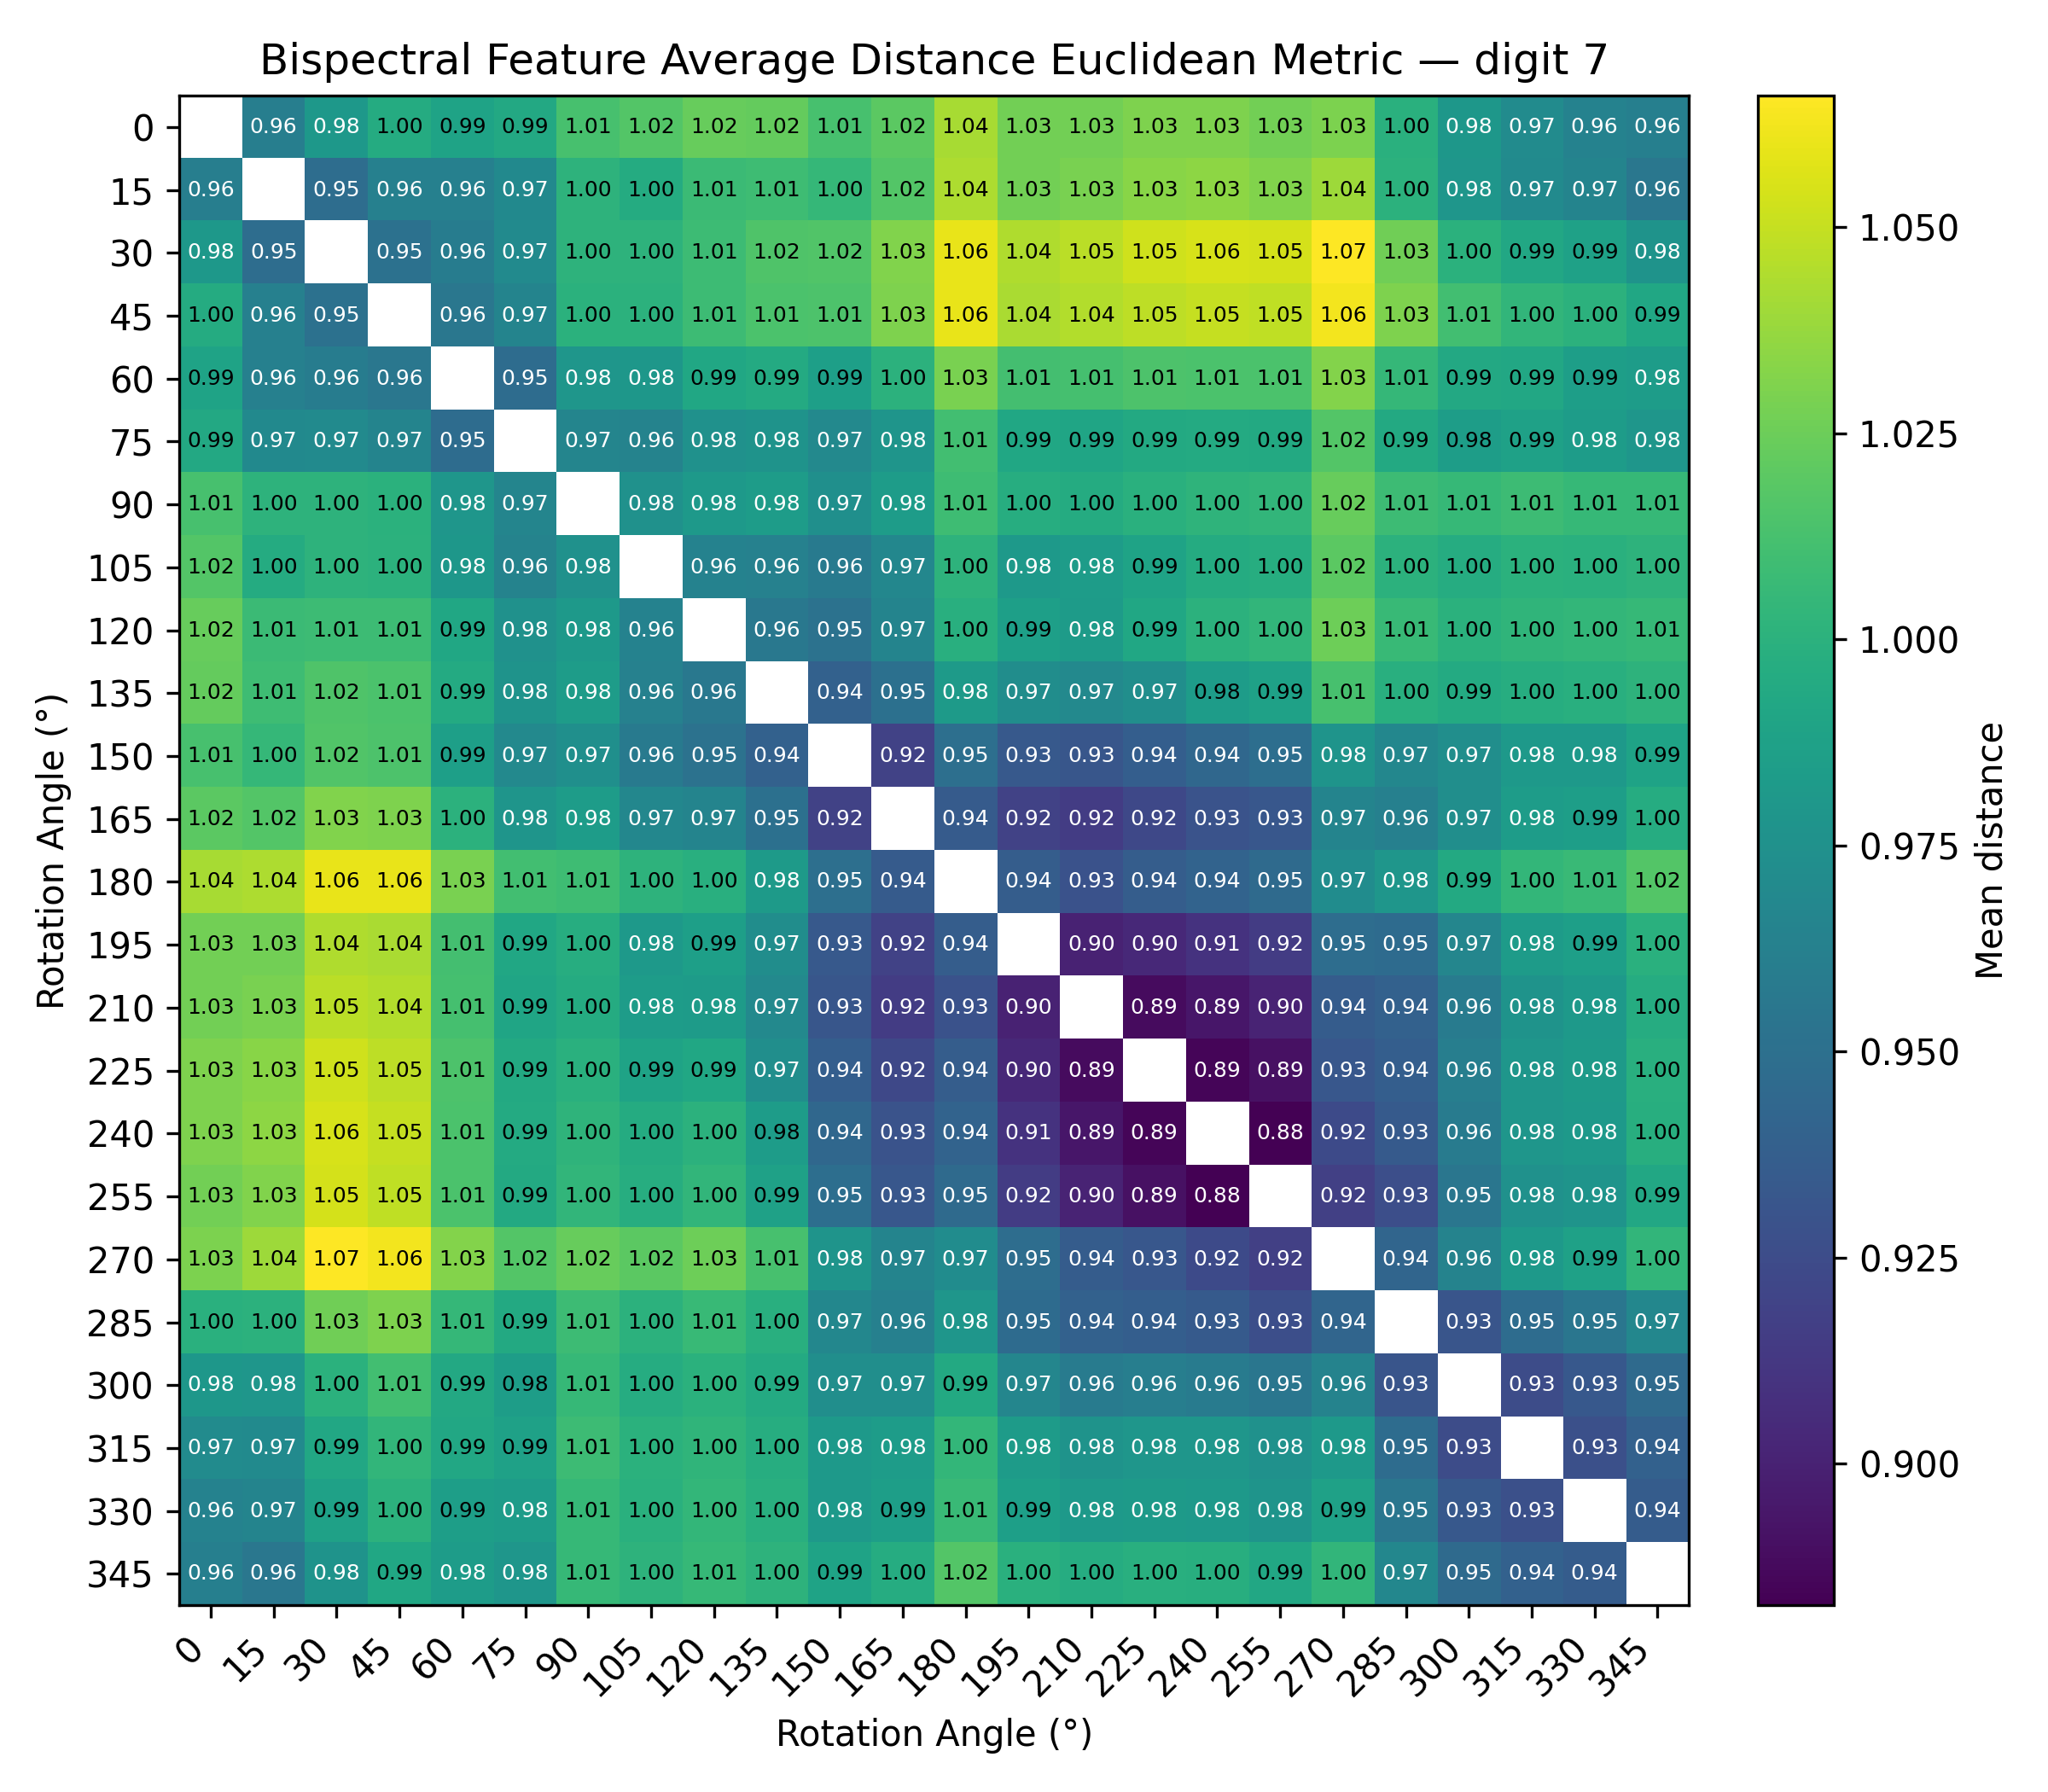 Bispectral Feature Average Distance Euclidean Metric — digit 7
0 0.96 0.98 1.00 0.99 0.99 1.01 1.02 1.02 1.02 1.01 1.02 1.04 1.03 1.03 1.03 1.03 1.03 1.03 1.00 0.98 0.97 0.96 0.96
15 0.96 0.95 0.96 0.96 0.97 1.00 1.00 1.01 1.01 1.00 1.02 1.04 1.03 1.03 1.03 1.03 1.03 1.04 1.00 0.98 0.97 0.97 0.96
30 0.98 0.95 0.95 0.96 0.97 1.00 1.00 1.01 1.02 1.02 1.03 1.06 1.04 1.05 1.05 1.06 1.05 1.07 1.03 1.00 0.99 0.99 0.98
45 1.00 0.96 0.95 0.96 0.97 1.00 1.00 1.01 1.01 1.01 1.03 1.06 1.04 1.04 1.05 1.05 1.05 1.06 1.03 1.01 1.00 1.00 0.99
60 0.99 0.96 0.96 0.96 0.95 0.98 0.98 0.99 0.99 0.99 1.00 1.03 1.01 1.01 1.01 1.01 1.01 1.03 1.01 0.99 0.99 0.99 0.98
75 0.99 0.97 0.97 0.97 0.95 0.97 0.96 0.98 0.98 0.97 0.98 1.01 0.99 0.99 0.99 0.99 0.99 1.02 0.99 0.98 0.99 0.98 0.98
90 1.01 1.00 1.00 1.00 0.98 0.97 0.98 0.98 0.98 0.97 0.98 1.01 1.00 1.00 1.00 1.00 1.00 1.02 1.01 1.01 1.01 1.01 1.01
105 1.02 1.00 1.00 1.00 0.98 0.96 0.98 0.96 0.96 0.96 0.97 1.00 0.98 0.98 0.99 1.00 1.00 1.02 1.00 1.00 1.00 1.00 1.00
120 1.02 1.01 1.01 1.01 0.99 0.98 0.98 0.96 0.96 0.95 0.97 1.00 0.99 0.98 0.99 1.00 1.00 1.03 1.01 1.00 1.00 1.00 1.01
135 1.02 1.01 1.02 1.01 0.99 0.98 0.98 0.96 0.96 0.94 0.95 0.98 0.97 0.97 0.97 0.98 0.99 1.01 1.00 0.99 1.00 1.00 1.00
150 1.01 1.00 1.02 1.01 0.99 0.97 0.97 0.96 0.95 0.94 0.92 0.95 0.93 0.93 0.94 0.94 0.95 0.98 0.97 0.97 0.98 0.98 0.99
165 1.02 1.02 1.03 1.03 1.00 0.98 0.98 0.97 0.97 0.95 0.92 0.94 0.92 0.92 0.92 0.93 0.93 0.97 0.96 0.97 0.98 0.99 1.00
180 1.04 1.04 1.06 1.06 1.03 1.01 1.01 1.00 1.00 0.98 0.95 0.94 0.94 0.93 0.94 0.94 0.95 0.97 0.98 0.99 1.00 1.01 1.02
195 1.03 1.03 1.04 1.04 1.01 0.99 1.00 0.98 0.99 0.97 0.93 0.92 0.94 0.90 0.90 0.91 0.92 0.95 0.95 0.97 0.98 0.99 1.00
210 1.03 1.03 1.05 1.04 1.01 0.99 1.00 0.98 0.98 0.97 0.93 0.92 0.93 0.90 0.89 0.89 0.90 0.94 0.94 0.96 0.98 0.98 1.00
225 1.03 1.03 1.05 1.05 1.01 0.99 1.00 0.99 0.99 0.97 0.94 0.92 0.94 0.90 0.89 0.89 0.89 0.93 0.94 0.96 0.98 0.98 1.00
240 1.03 1.03 1.06 1.05 1.01 0.99 1.00 1.00 1.00 0.98 0.94 0.93 0.94 0.91 0.89 0.89 0.88 0.92 0.93 0.96 0.98 0.98 1.00
255 1.03 1.03 1.05 1.05 1.01 0.99 1.00 1.00 1.00 0.99 0.95 0.93 0.95 0.92 0.90 0.89 0.88 0.92 0.93 0.95 0.98 0.98 0.99
270 1.03 1.04 1.07 1.06 1.03 1.02 1.02 1.02 1.03 1.01 0.98 0.97 0.97 0.95 0.94 0.93 0.92 0.92 0.94 0.96 0.98 0.99 1.00
285 1.00 1.00 1.03 1.03 1.01 0.99 1.01 1.00 1.01 1.00 0.97 0.96 0.98 0.95 0.94 0.94 0.93 0.93 0.94 0.93 0.95 0.95 0.97
300 0.98 0.98 1.00 1.01 0.99 0.98 1.01 1.00 1.00 0.99 0.97 0.97 0.99 0.97 0.96 0.96 0.96 0.95 0.96 0.93 0.93 0.93 0.95
315 0.97 0.97 0.99 1.00 0.99 0.99 1.01 1.00 1.00 1.00 0.98 0.98 1.00 0.98 0.98 0.98 0.98 0.98 0.98 0.95 0.93 0.93 0.94
330 0.96 0.97 0.99 1.00 0.99 0.98 1.01 1.00 1.00 1.00 0.98 0.99 1.01 0.99 0.98 0.98 0.98 0.98 0.99 0.95 0.93 0.93 0.94
345 0.96 0.96 0.98 0.99 0.98 0.98 1.01 1.00 1.01 1.00 0.99 1.00 1.02 1.00 1.00 1.00 1.00 0.99 1.00 0.97 0.95 0.94 0.94
0 15 30 45 60 75 90 105 120 135 150 165 180 195 210 225 240 255 270 285 300 315 330 345
Rotation Angle (°)
Rotation Angle (°)
1.050
1.025
1.000
0.975
0.950
0.925
0.900
Mean distance